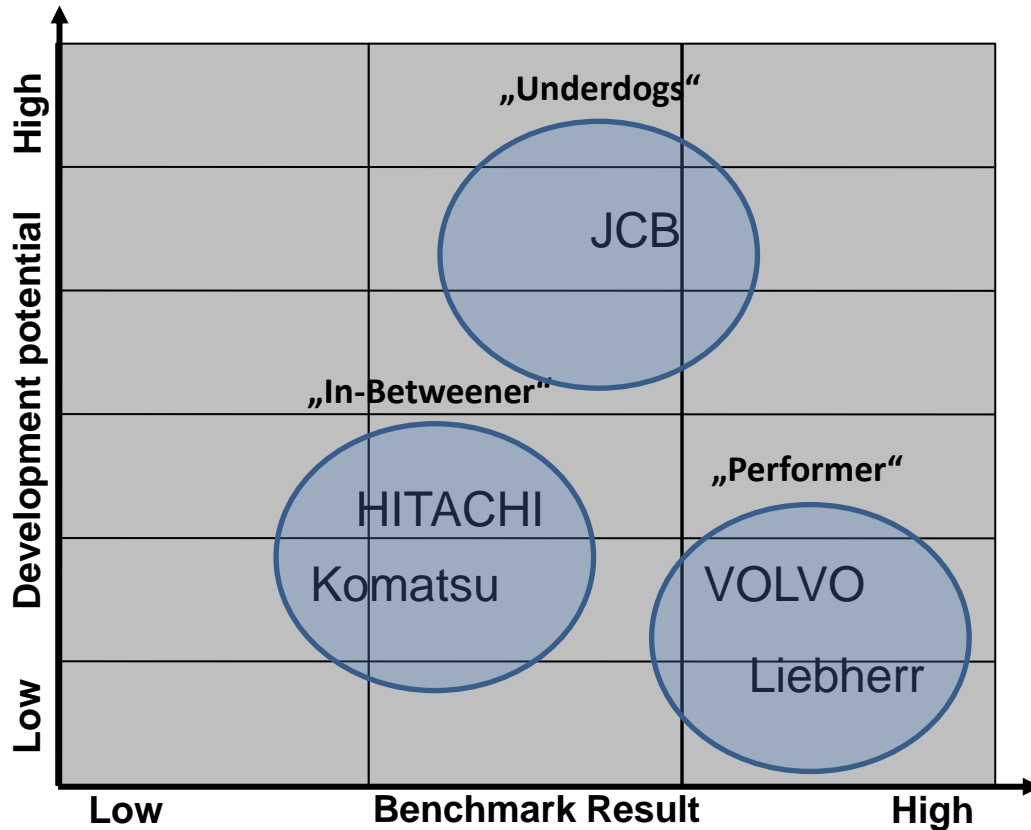 „Underdogs“
JCB
„In-Betweener“
HITACHI
Komatsu
„Performer“
VOLVO
Liebherr
High
Development potential
Low
Low
Benchmark Result
High